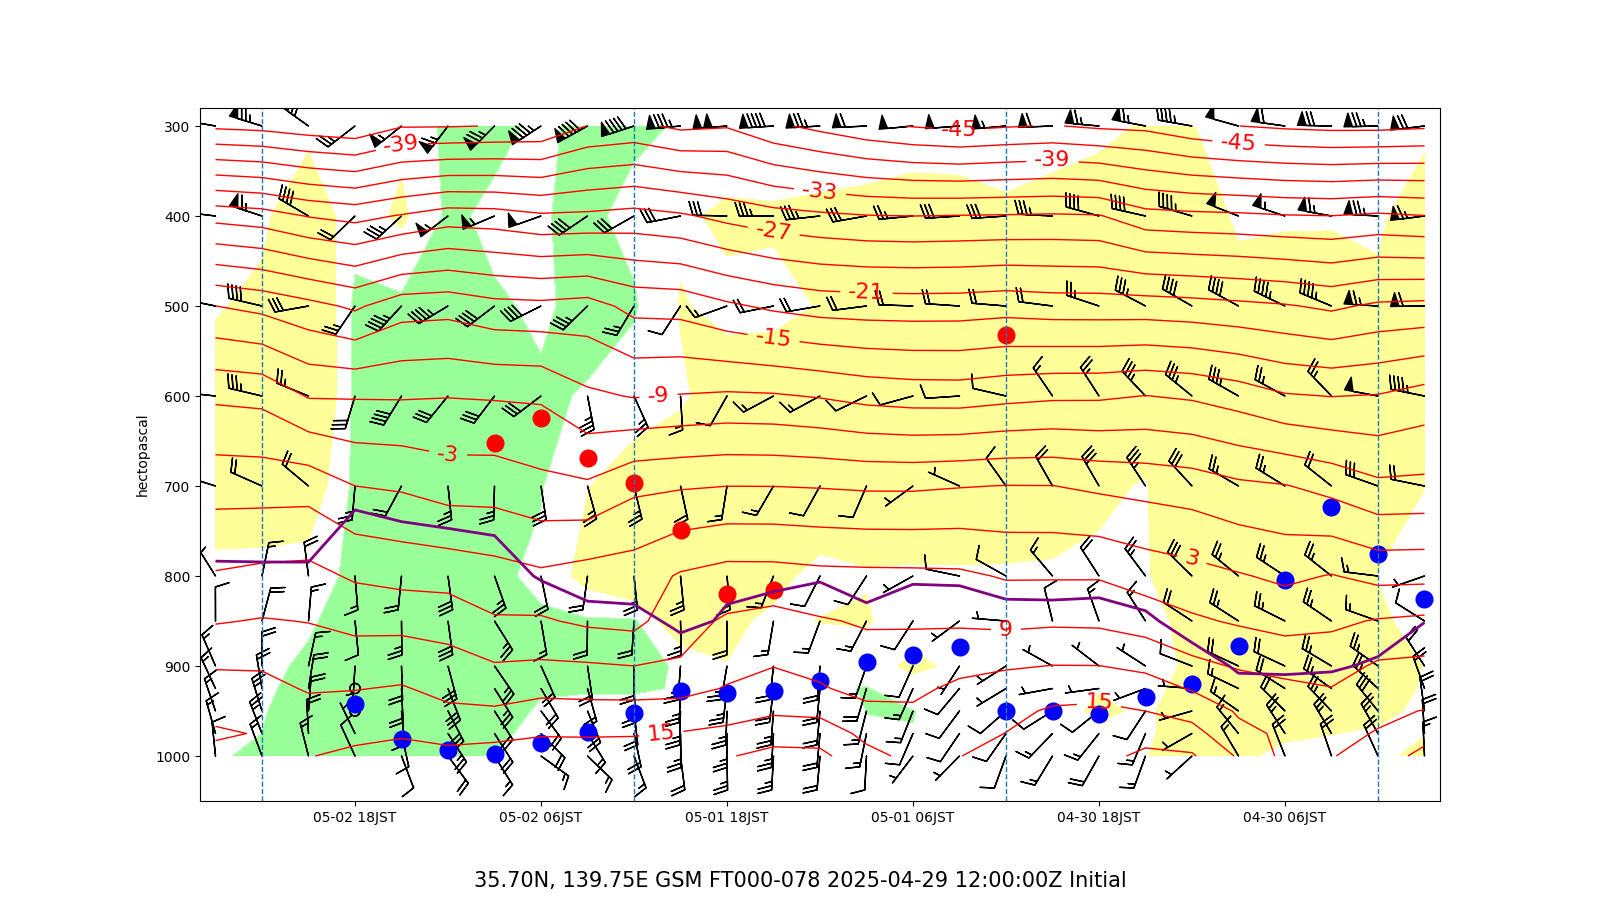 300
400
500
600
700
800
900
1000
hectopascal
-45
-39
-45
-39
-33
-27
-21
-15
-9
-3
3
9
15
15
05-02 18JST
05-02 06JST
05-01 18JST
05-01 06JST
04-30 18JST
04-30 06JST
35.70N, 139.75E GSM FT000-078 2025-04-29 12:00:00Z Initial